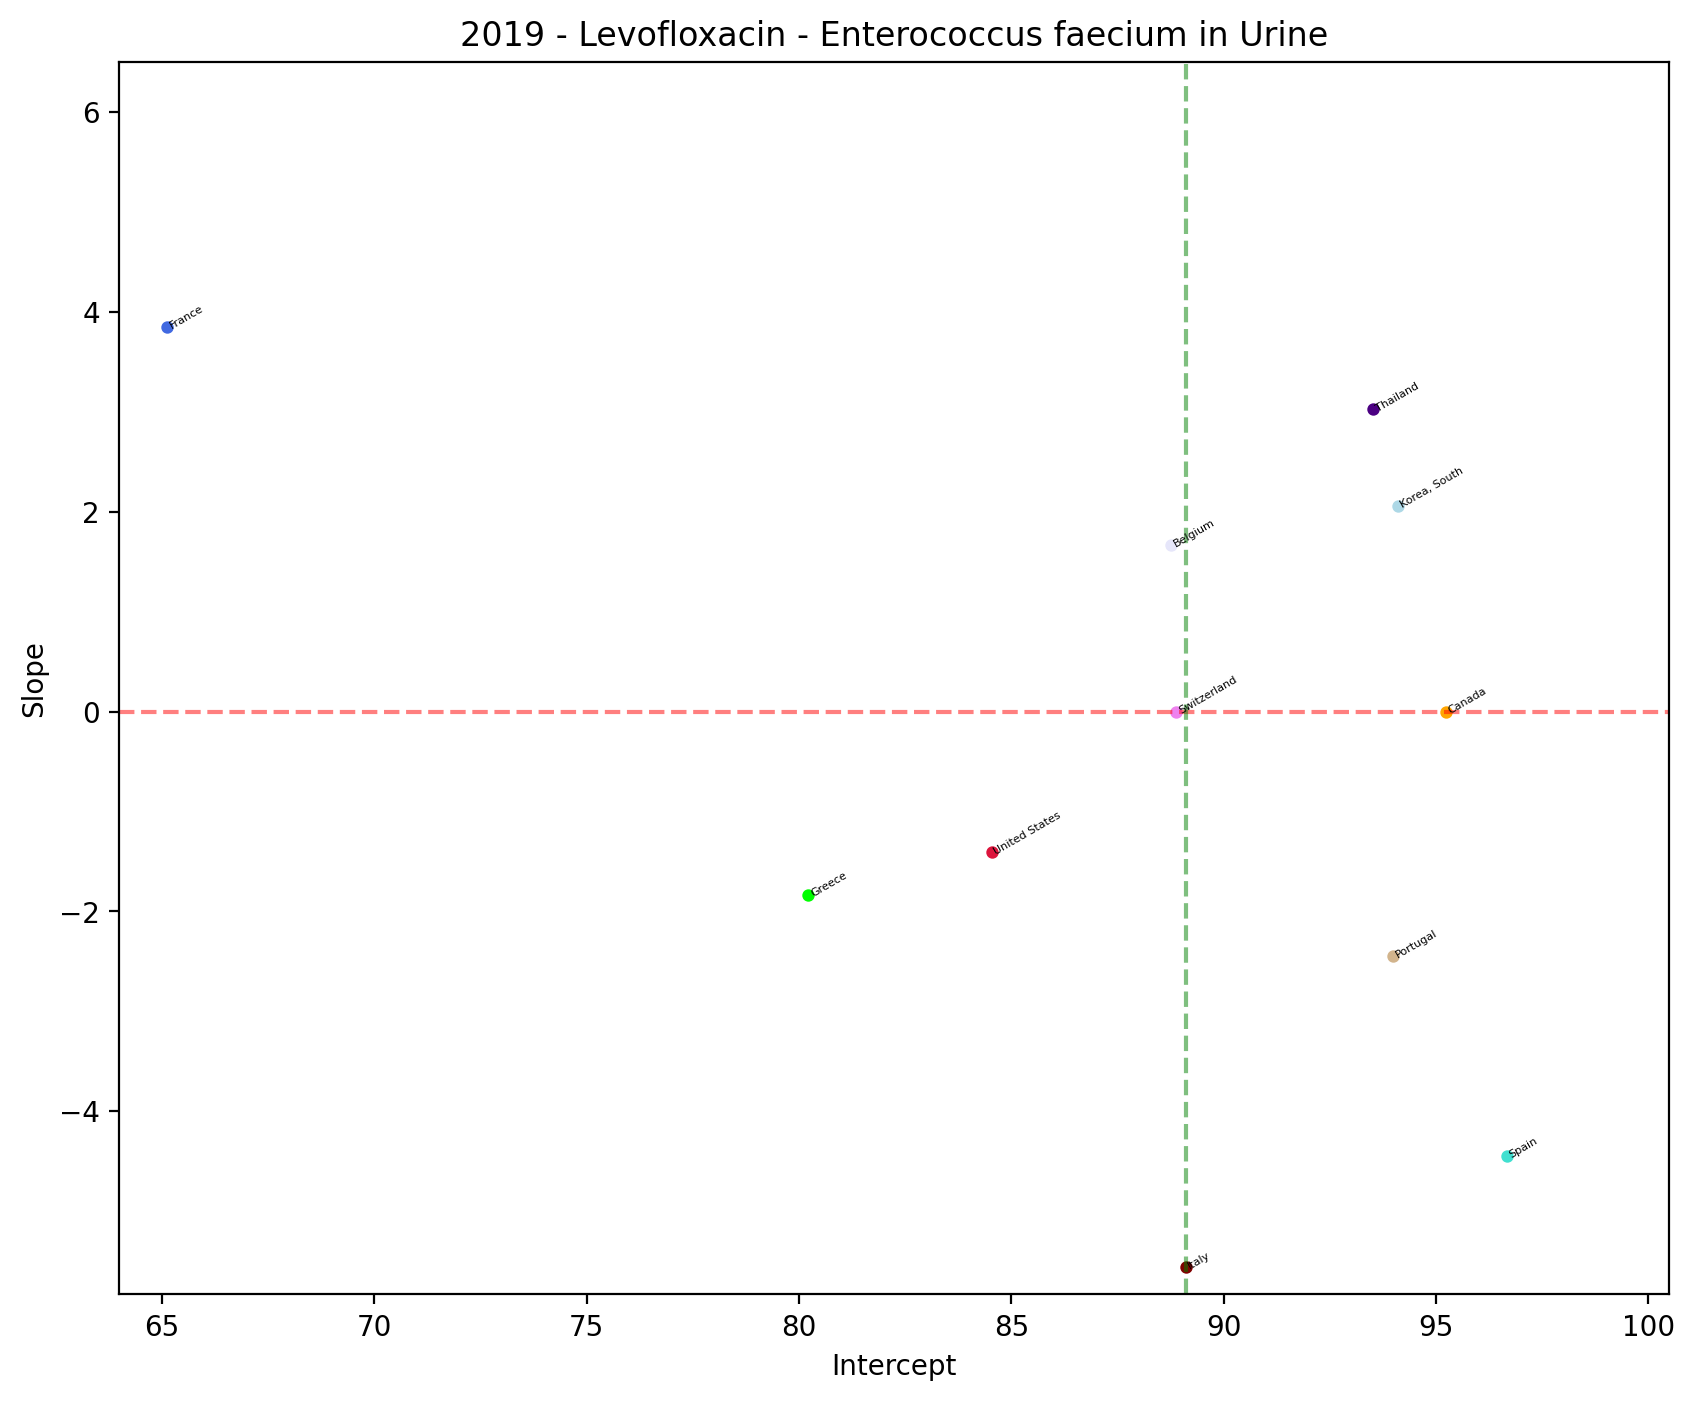 2019 - Levofloxacin - Enterococcus faecium in Urine
6
4
2
0
−2
−4
Slope
France
Thailand
Korea, South
Belgium
Switzerland
Canada
United States
Greece
Portugal
Spain
Italy
65
70
75
80
85
90
95
100
Intercept